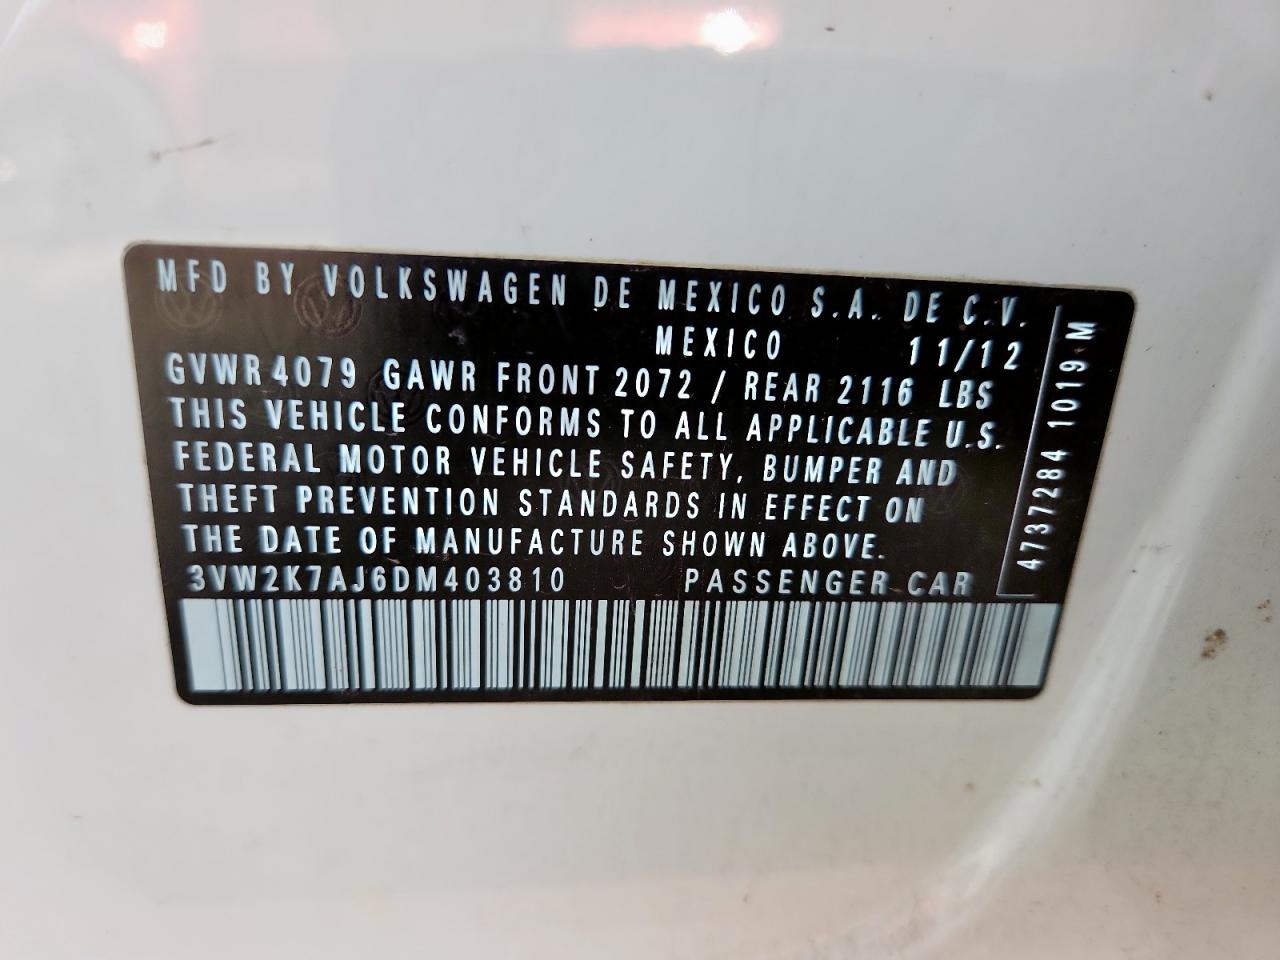 MFD BY VOLKSWAGEN DE MEXICO S.A. DE C.V.
MEXICO 11/12
GVWR 4079 GAWR FRONT 2072 / REAR 2116 LBS
THIS VEHICLE CONFORMS TO ALL APPLICABLE U.S.
FEDERAL MOTOR VEHICLE SAFETY, BUMPER AND
THEFT PREVENTION STANDARDS IN EFFECT ON
THE DATE OF MANUFACTURE SHOWN ABOVE.
3VW2K7AJ6DM403810 PASSENGER CAR
4737284 1019 M